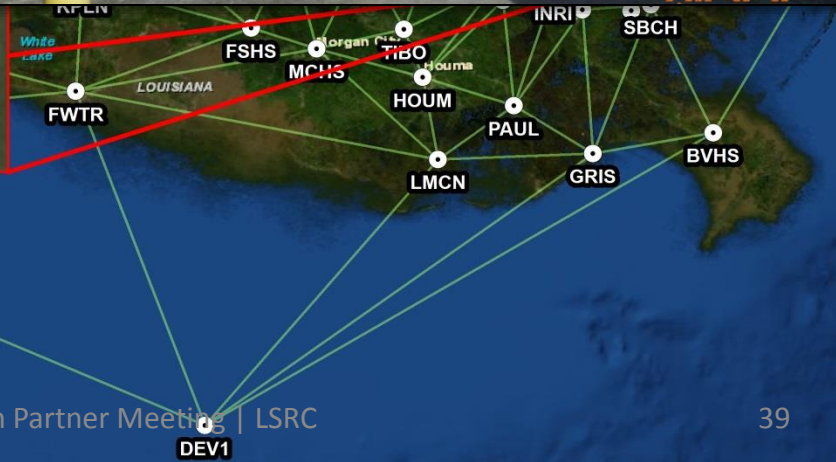 INRI
SBCH
White
Lake
FSHS
Morgan City
TIBO
MCHS
Houma
LOUISIANA
HOUM
FWTR
PAUL
BVHS
LMCN
GRIS
Partner Meeting | LSRC
39
DEV1